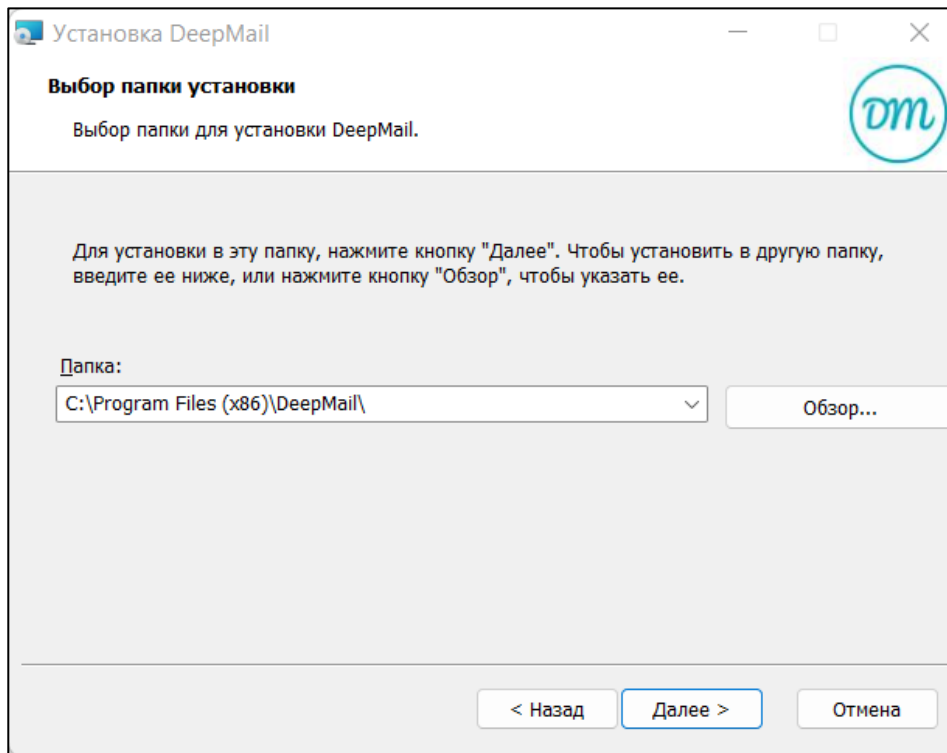 Установка DeepMail
Выбор папки установки
Выбор папки для установки DeepMail.
DM
Для установки в эту папку, нажмите кнопку "Далее". Чтобы установить в другую папку,
введите ее ниже, или нажмите кнопку "Обзор", чтобы указать ее.
Папка:
C:\Program Files (x86)\DeepMail\
Обзор...
< Назад
Далее >
Отмена